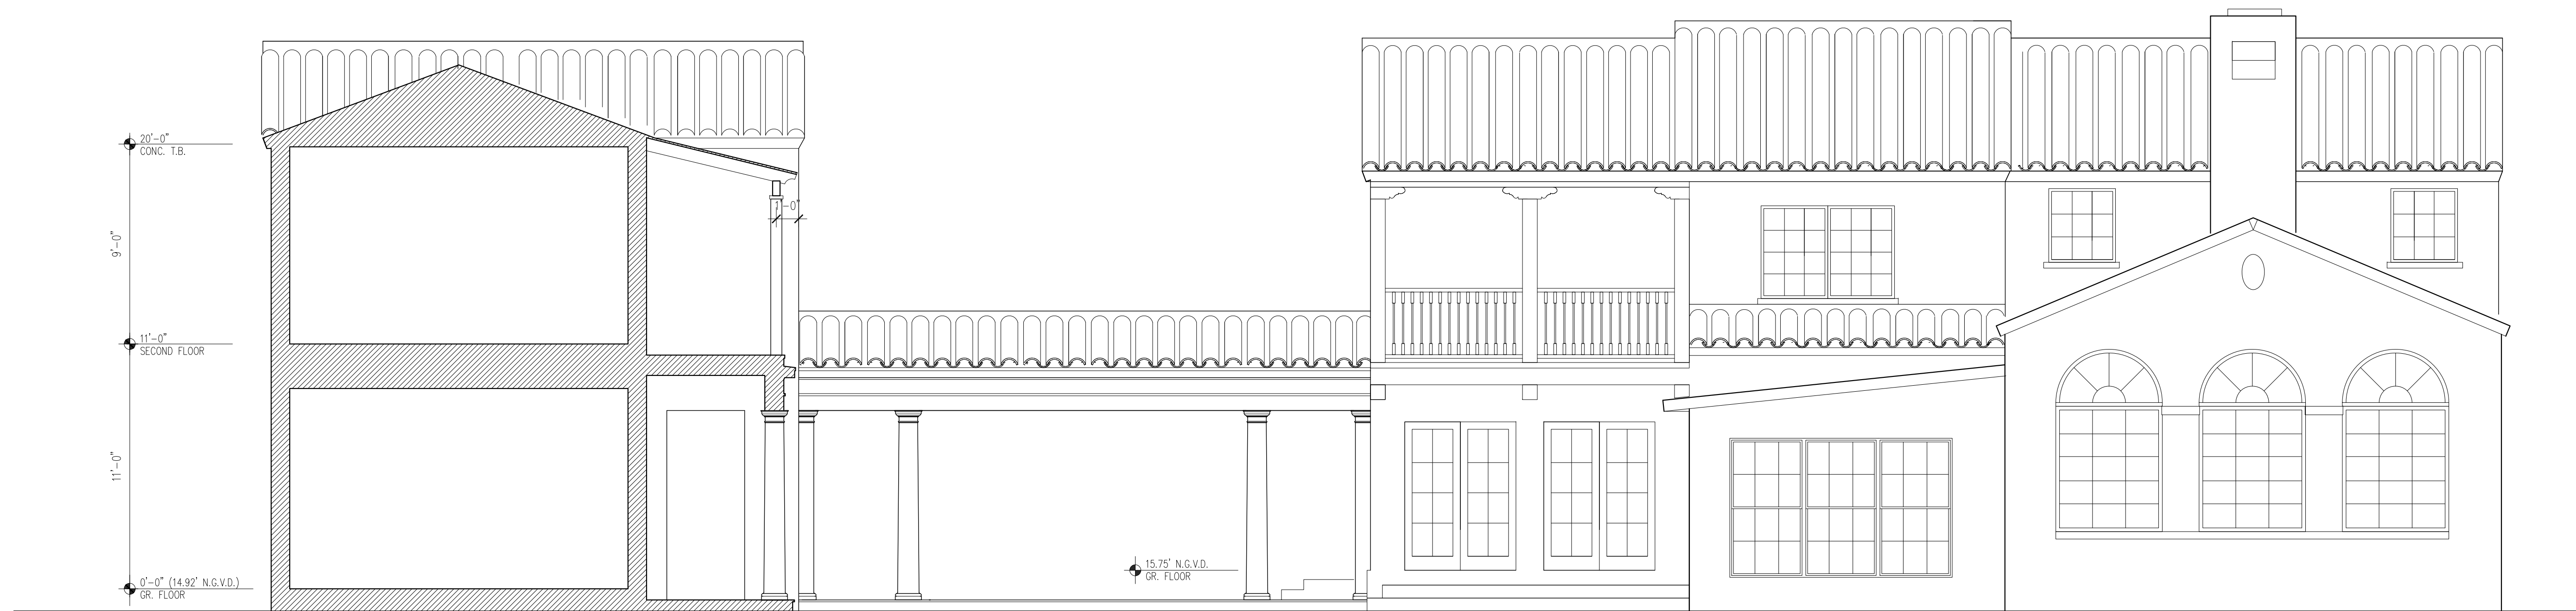 20'-0"
CONC. T.B.
9'-0"
1'-0"
11'-0"
SECOND FLOOR
11'-0"
15.75' N.G.V.D.
GR. FLOOR
0'-0" (14.92' N.G.V.D.)
GR. FLOOR